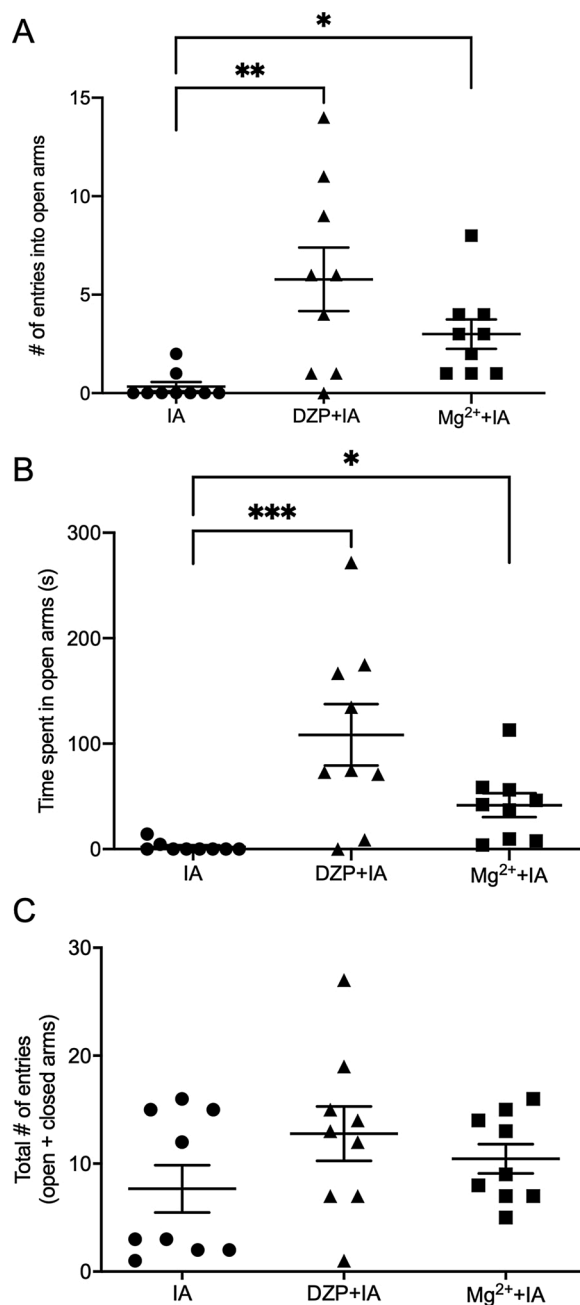 A
*
**
15
10
5
0
# of entries into open arms
IA
DZP+IA
Mg²⁺+IA
B
*
***
300
200
100
0
Time spent in open arms (s)
IA
DZP+IA
Mg²⁺+IA
C
30
20
10
0
Total # of entries
(open + closed arms)
IA
DZP+IA
Mg²⁺+IA